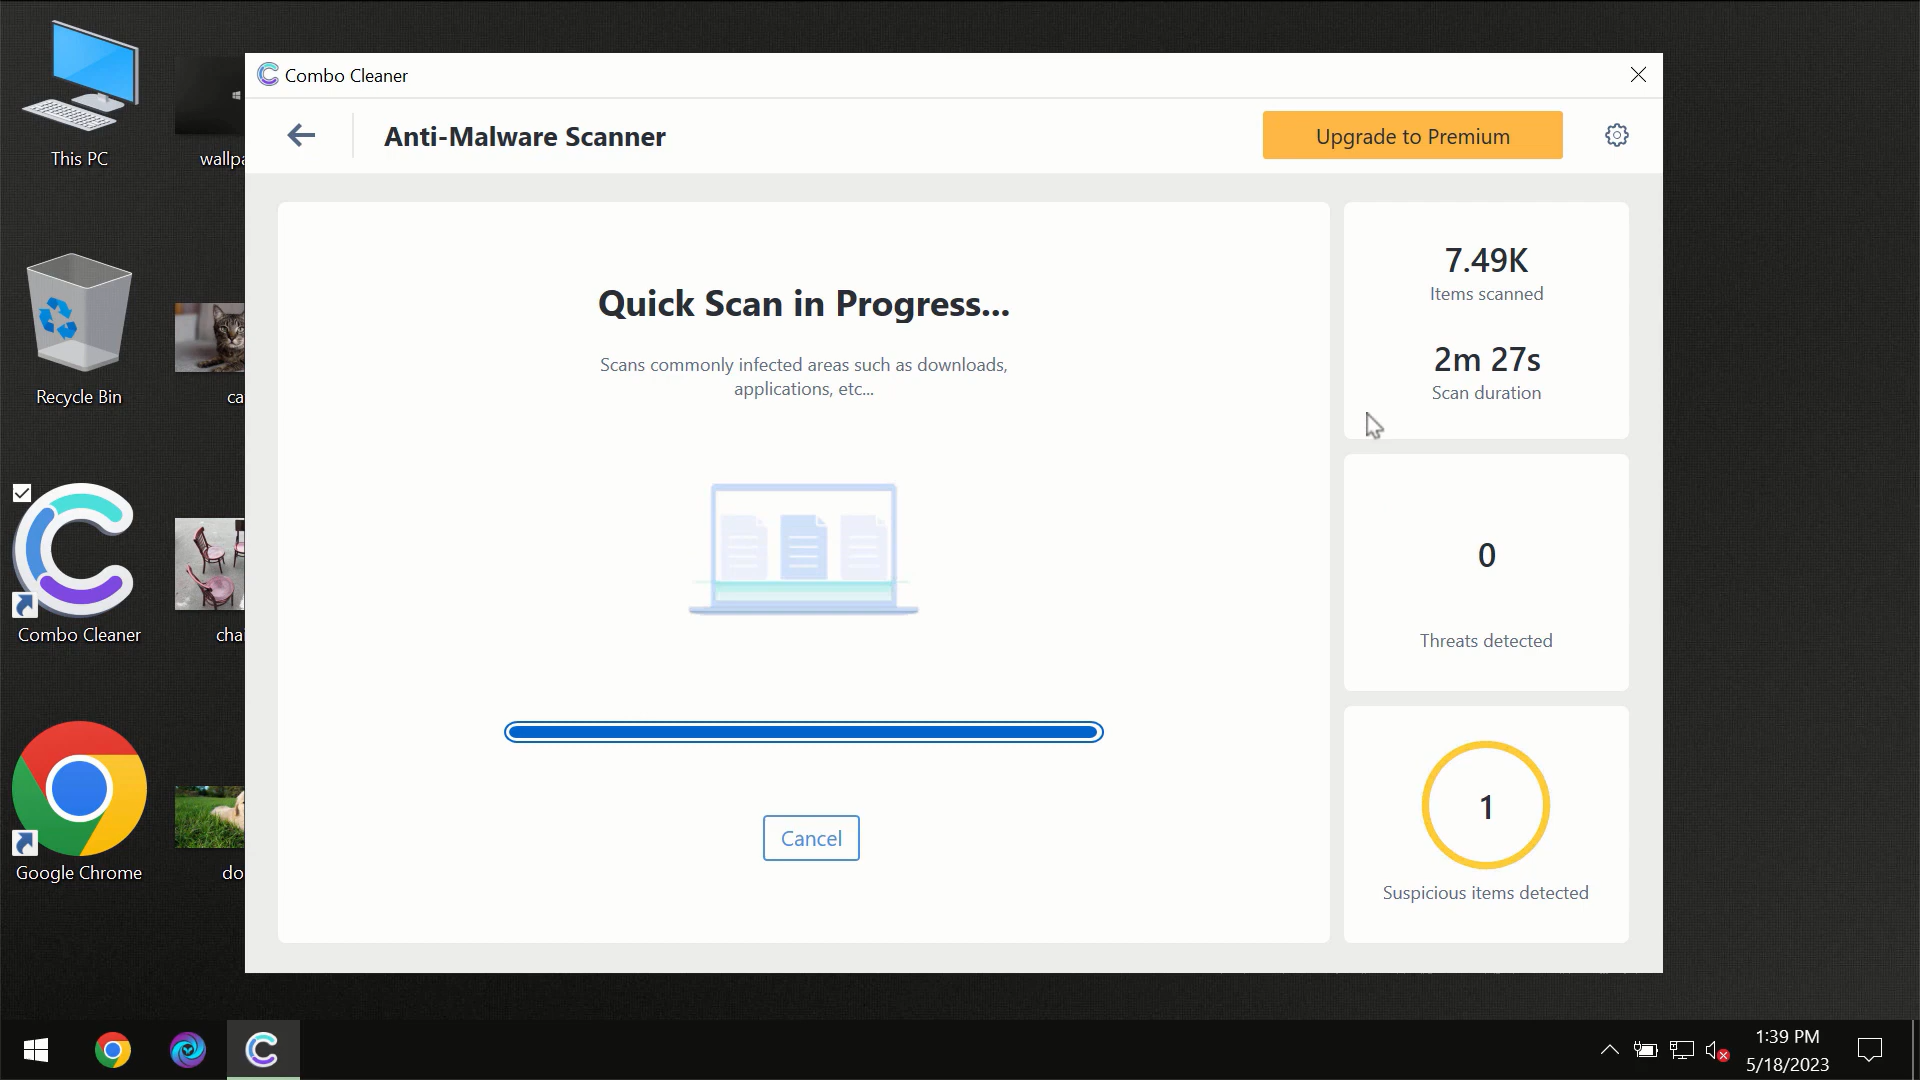 Combo Cleaner
Anti-Malware Scanner
Upgrade to Premium
Quick Scan in Progress...
Scans commonly infected areas such as downloads,
applications, etc...
Cancel
7.49K
Items scanned
2m 27s
Scan duration
0
Threats detected
1
Suspicious items detected
This PC
wallpa
Recycle Bin
ca
Combo Cleaner
chai
Google Chrome
do
1:39 PM
5/18/2023